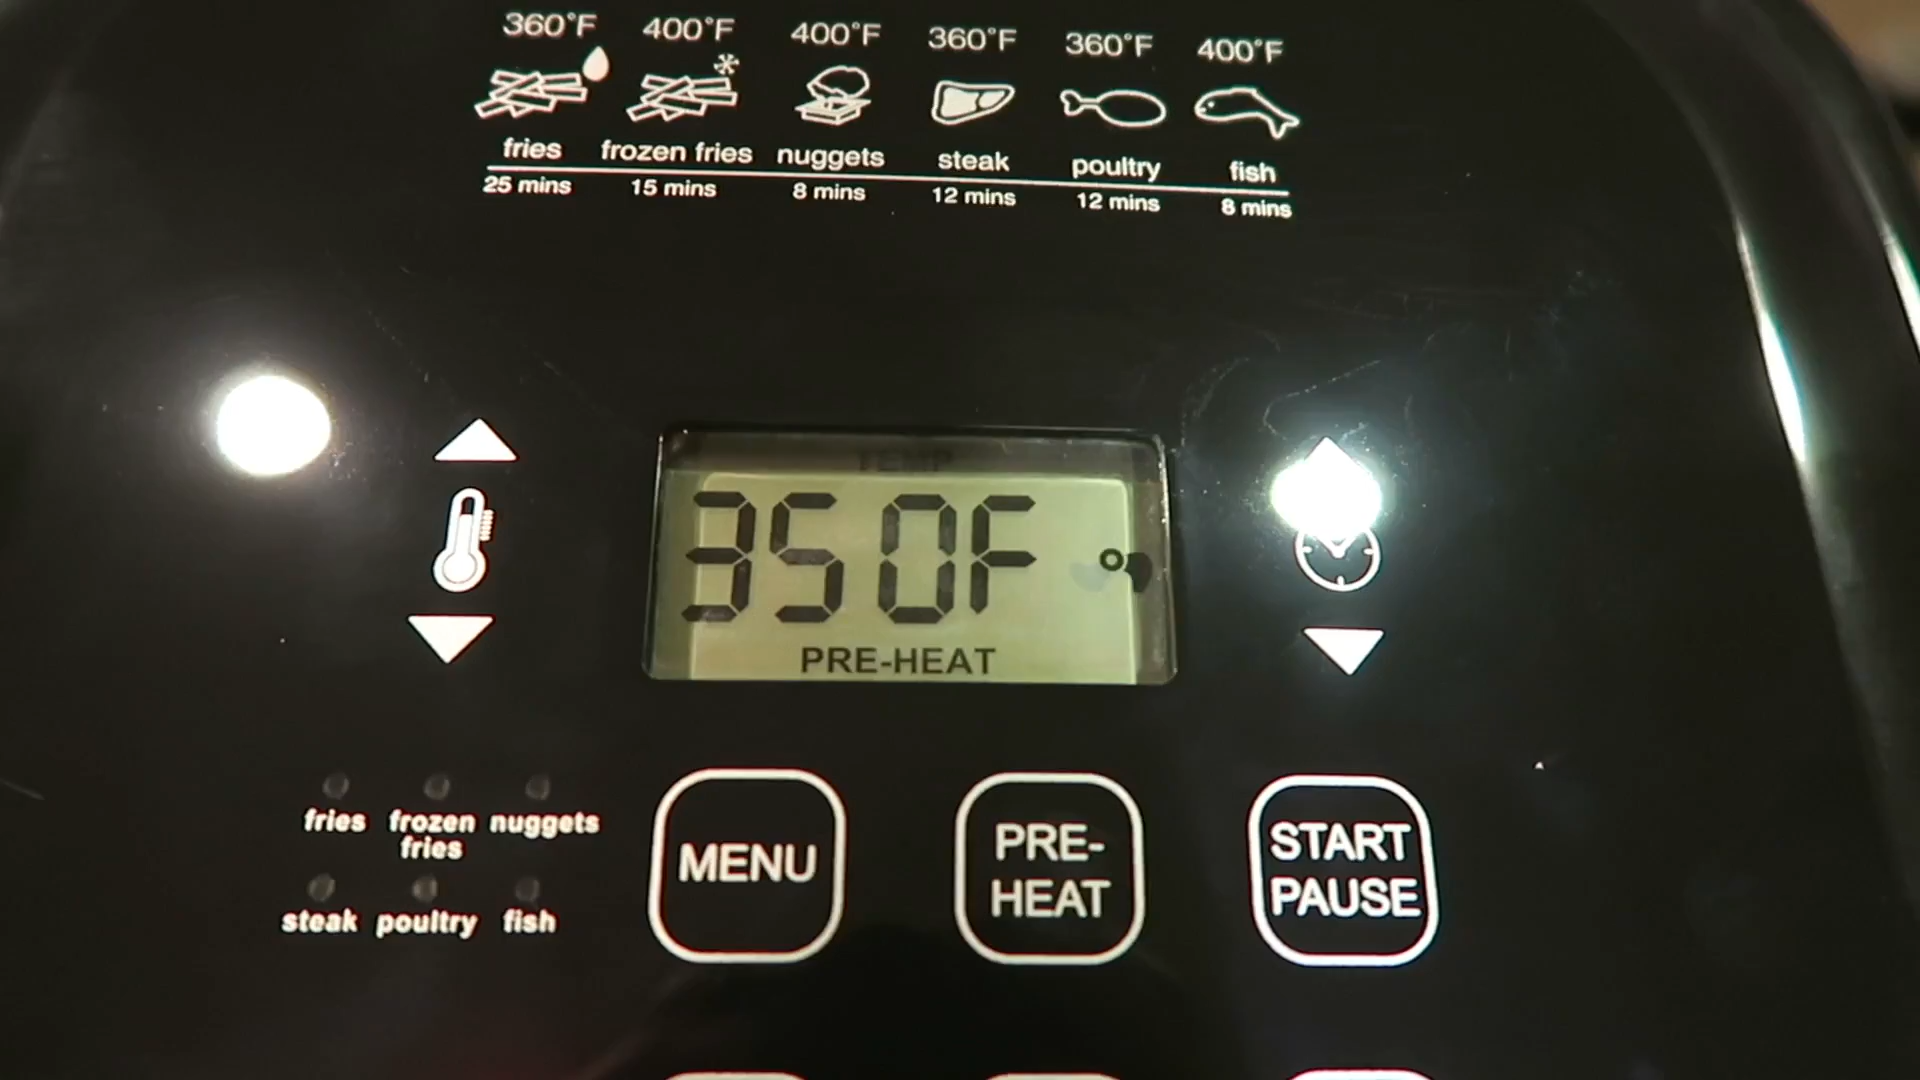 360°F 400°F 400°F 360°F 360°F 400°F
fries frozen fries nuggets steak poultry fish
25 mins 15 mins 8 mins 12 mins 12 mins 8 mins
TEMP
350F
PRE-HEAT
fries frozen fries nuggets
steak poultry fish
MENU
PRE-
HEAT
START
PAUSE